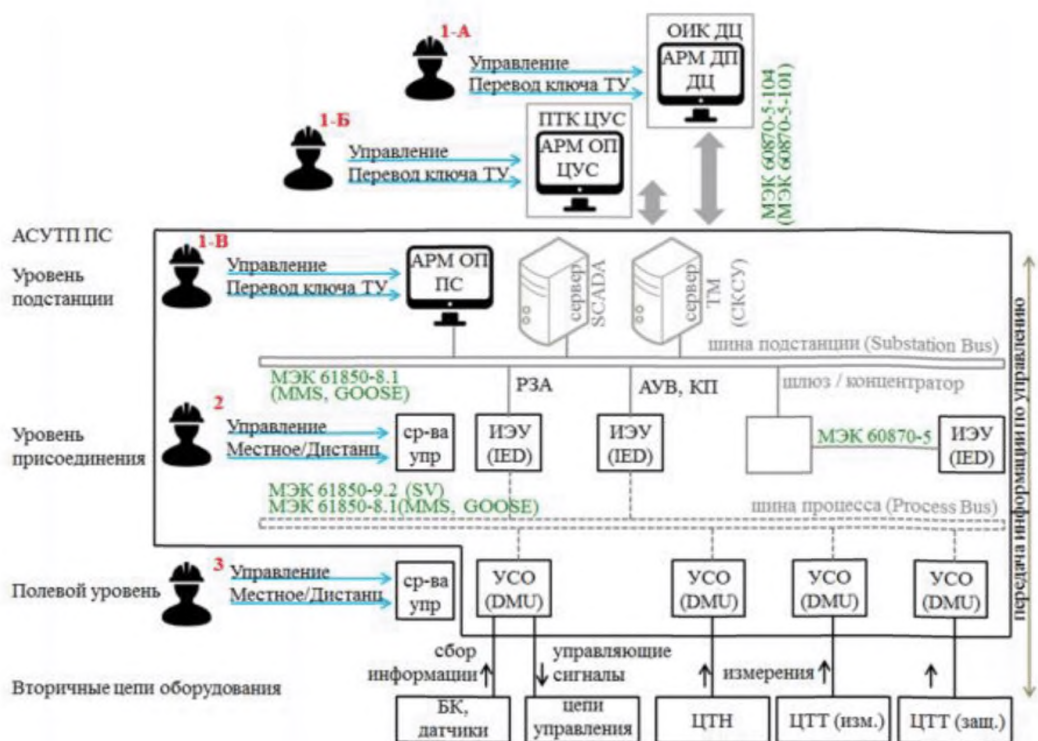 1-А
Управление
Перевод ключа ТУ
ОИК ДЦ
АРМ ДП
ДЦ
МЭК 60870-5-104
(МЭК 60870-5-101)
1-Б
Управление
Перевод ключа ТУ
ПТК ЦУС
АРМ ОП
ЦУС
АСУТП ПС
Уровень
подстанции
1-В
Управление
Перевод ключа ТУ
АРМ ОП
ПС
сервер
SCADA
сервер
ТМ
(СКСУ)
шина подстанции (Substation Bus)
МЭК 61850-8.1
(MMS, GOOSE)
РЗА
АУВ, КП
шлюз / концентратор
Уровень
присоединения
2
Управление
Местное/Дистанц
ср-ва
упр
ИЭУ
(IED)
ИЭУ
(IED)
МЭК 60870-5
ИЭУ
(IED)
МЭК 61850-9.2 (SV)
МЭК 61850-8.1(MMS, GOOSE)
шина процесса (Process Bus)
передача информации по управлению
Полевой уровень
3
Управление
Местное/Дистанц
ср-ва
упр
УСО
(DMU)
УСО
(DMU)
УСО
(DMU)
УСО
(DMU)
сбор
информации
управляющие
сигналы
измерения
Вторичные цепи оборудования
БК,
датчики
цепи
управления
ЦТН
ЦТТ (изм.)
ЦТТ (защ.)